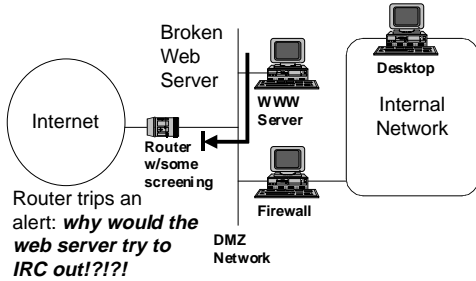 Broken
Web
Server
Desktop
Internet
WWW
Server
Internal
Network
Router
w/some
screening
Firewall
Router trips an
alert: why would the
web server try to
IRC out!?!?!
DMZ
Network